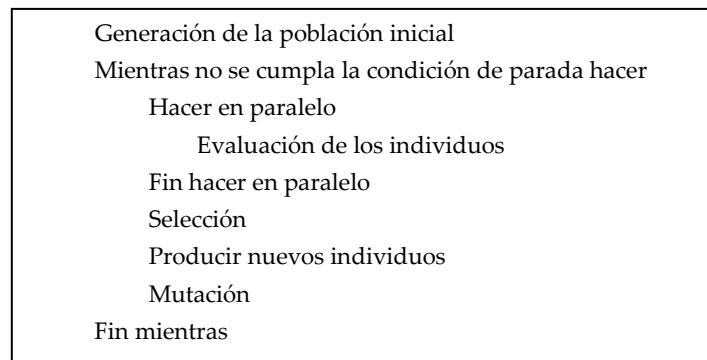 Generación de la población inicial
Mientras no se cumpla la condición de parada hacer
Hacer en paralelo
Evaluación de los individuos
Fin hacer en paralelo
Selección
Producir nuevos individuos
Mutación
Fin mientras